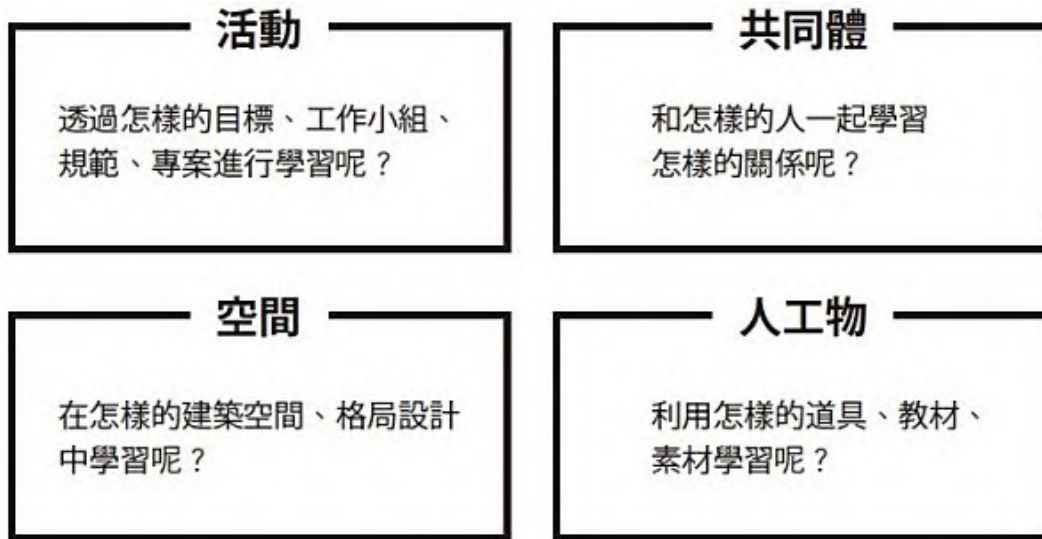 活動
透過怎樣的目標、工作小組、
規範、專案進行學習呢？
共同體
和怎樣的人一起學習
怎樣的關係呢？
空間
在怎樣的建築空間、格局設計
中學習呢？
人工物
利用怎樣的道具、教材、
素材學習呢？